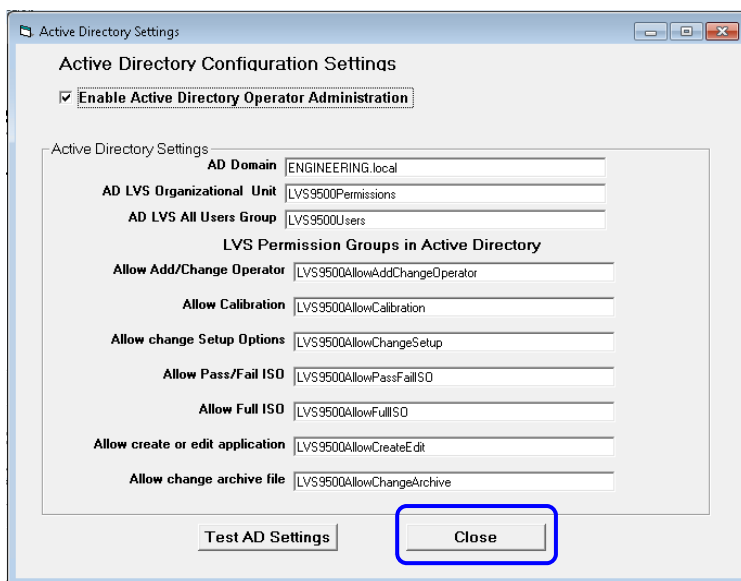 Active Directory Settings
Active Directory Configuration Settings
Enable Active Directory Operator Administration
Active Directory Settings
AD Domain ENGINEERING.local
AD LVS Organizational Unit LVS9500Permissions
AD LVS All Users Group LVS9500Users
LVS Permission Groups in Active Directory
Allow Add/Change Operator LVS9500AllowAddChangeOperator
Allow Calibration LVS9500AllowCalibration
Allow change Setup Options LVS9500AllowChangeSetup
Allow Pass/Fail ISO LVS9500AllowPassFailISO
Allow Full ISO LVS9500AllowFullISO
Allow create or edit application LVS9500AllowCreateEdit
Allow change archive file LVS9500AllowChangeArchive
Test AD Settings Close